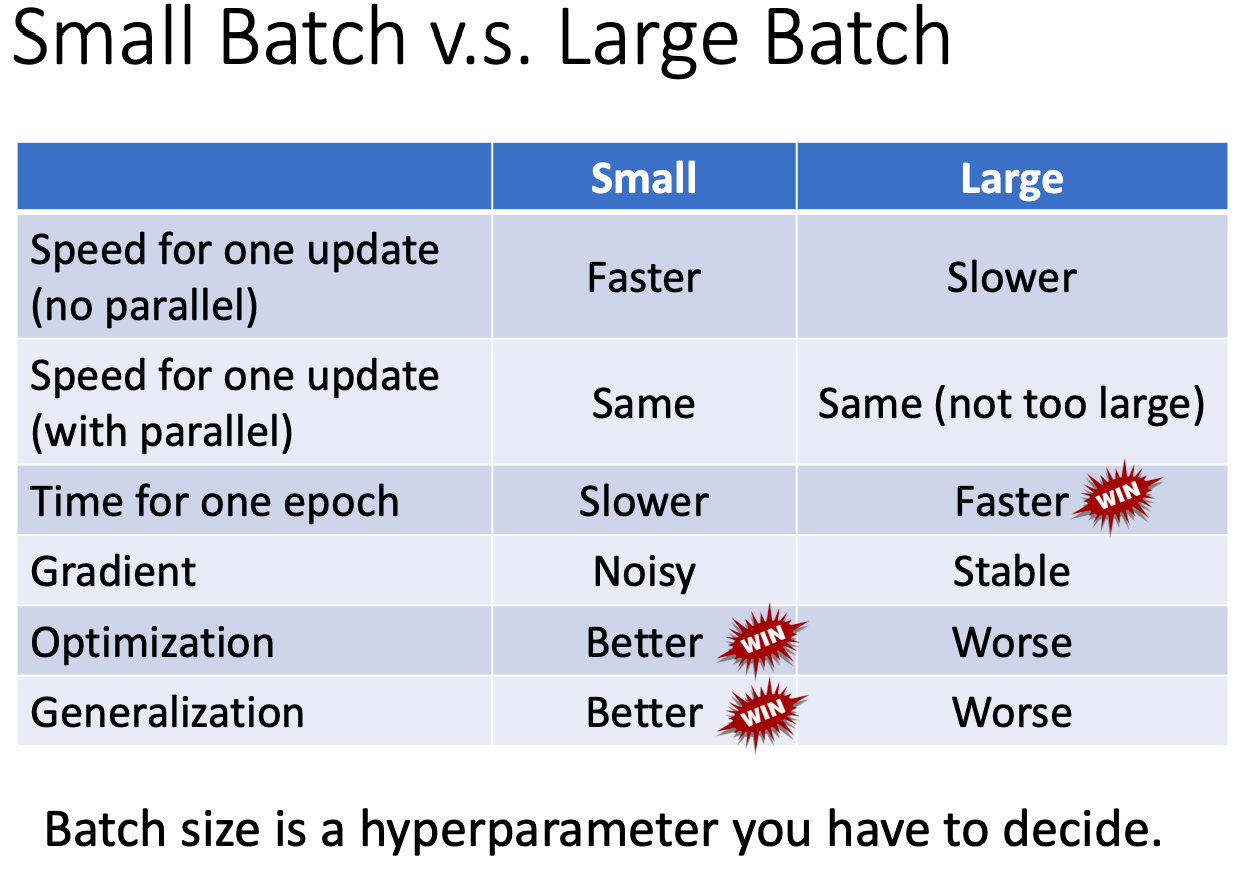 Small Batch v.s. Large Batch
Small Large
Speed for one update
(no parallel) Faster Slower
Speed for one update
(with parallel) Same Same (not too large)
Time for one epoch Slower Faster WIN
Gradient Noisy Stable
Optimization Better WIN Worse
Generalization Better WIN Worse
Batch size is a hyperparameter you have to decide.